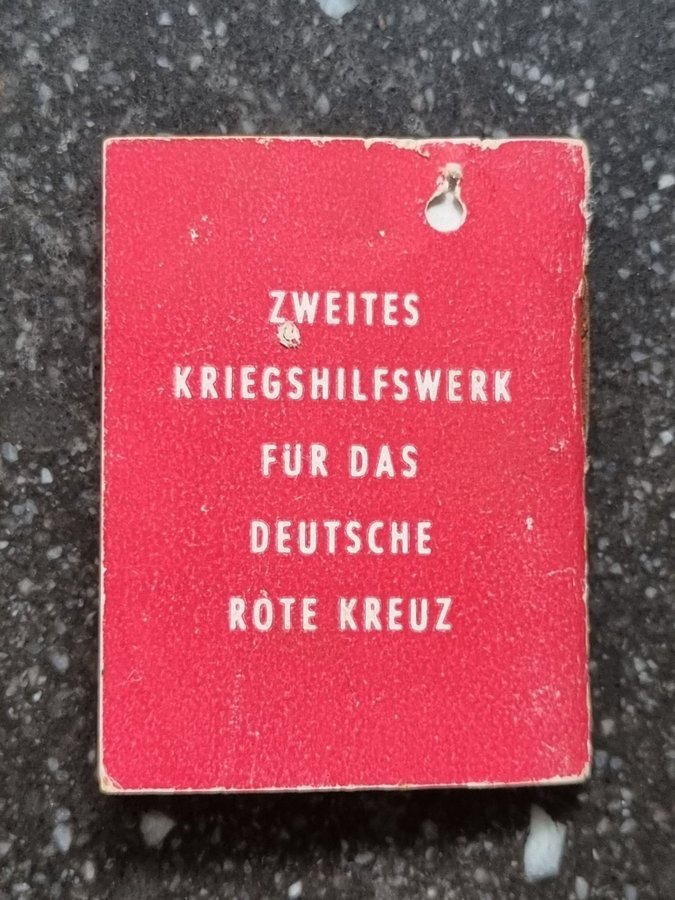 ZWEITES
KRIEGSHILFSWERK
FÜR DAS
DEUTSCHE
ROTE KREUZ